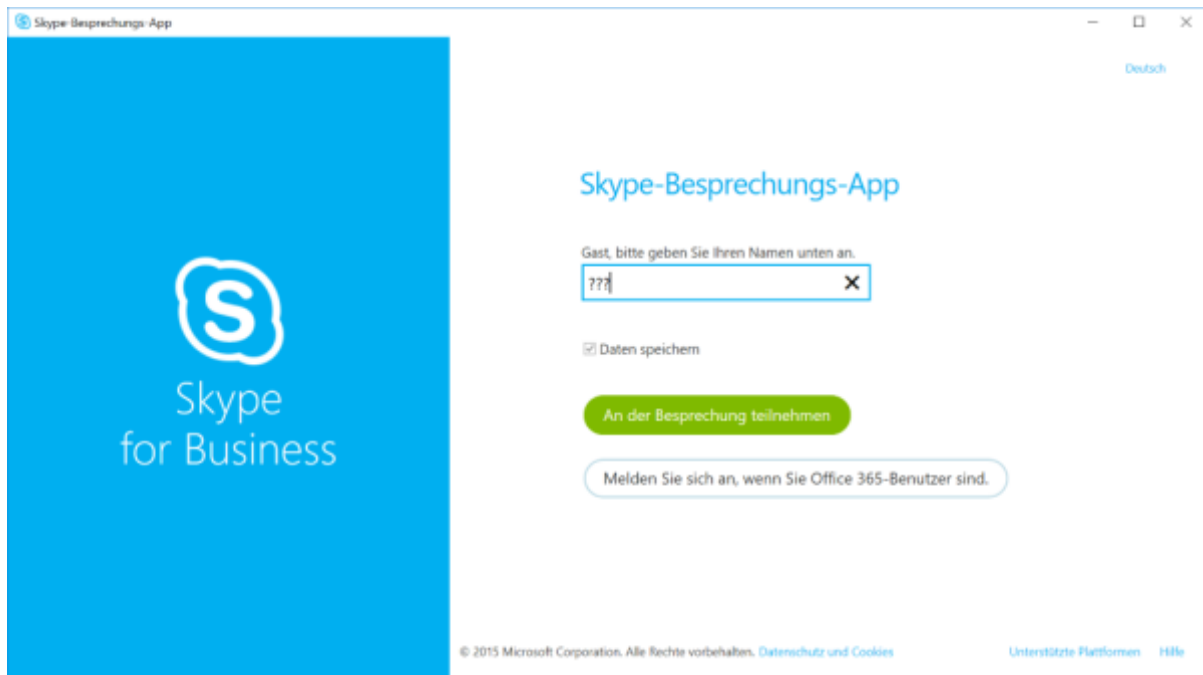 Skype-Besprechungs-App
Deutsch
Skype-Besprechungs-App
Gast, bitte geben Sie Ihren Namen unten an.
???
Daten speichern
An der Besprechung teilnehmen
Melden Sie sich an, wenn Sie Office 365-Benutzer sind.
S
Skype
for Business
© 2015 Microsoft Corporation. Alle Rechte vorbehalten. Datenschutz und Cookies
Unterstützte Plattformen Hilfe